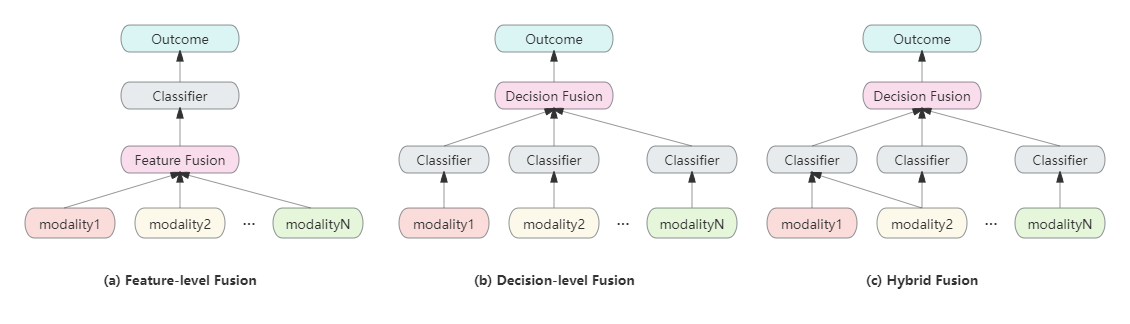 Outcome
Classifier
Feature Fusion
modality1 modality2 ... modalityN
(a) Feature-level Fusion
Outcome
Decision Fusion
Classifier Classifier Classifier
modality1 modality2 ... modalityN
(b) Decision-level Fusion
Outcome
Decision Fusion
Classifier Classifier Classifier
modality1 modality2 ... modalityN
(c) Hybrid Fusion